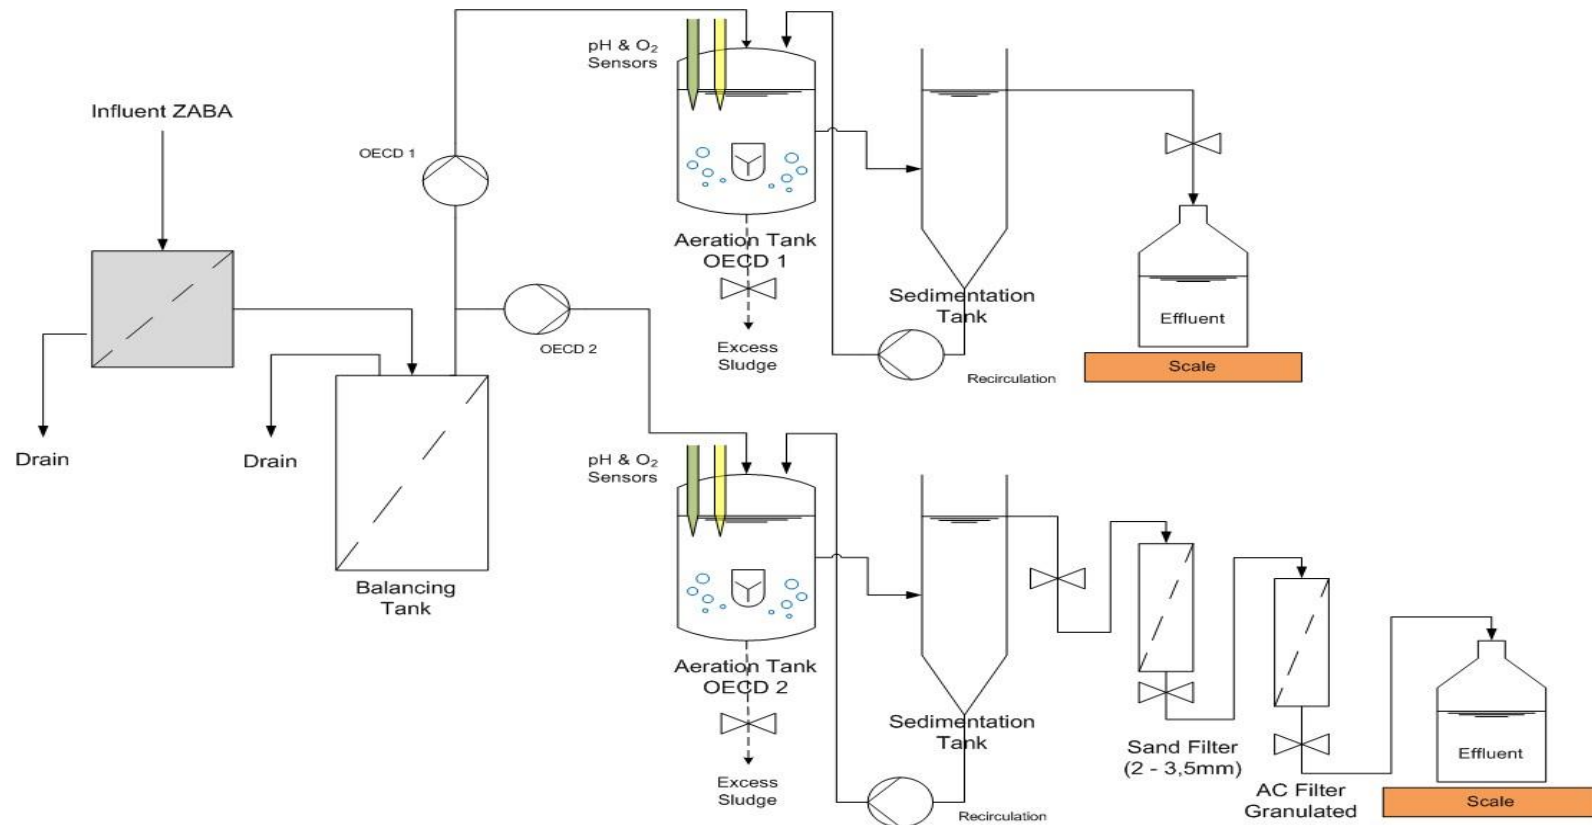 pH & O₂
Sensors
Influent ZABA
OECD 1
Aeration Tank
OECD 1
Sedimentation
Tank
Effluent
OECD 2
Excess
Sludge
Recirculation
Scale
Drain
Drain
pH & O₂
Sensors
Balancing
Tank
Aeration Tank
OECD 2
Sedimentation
Tank
Sand Filter
(2 - 3,5mm)
Effluent
Excess
Sludge
AC Filter
Granulated
Scale
Recirculation